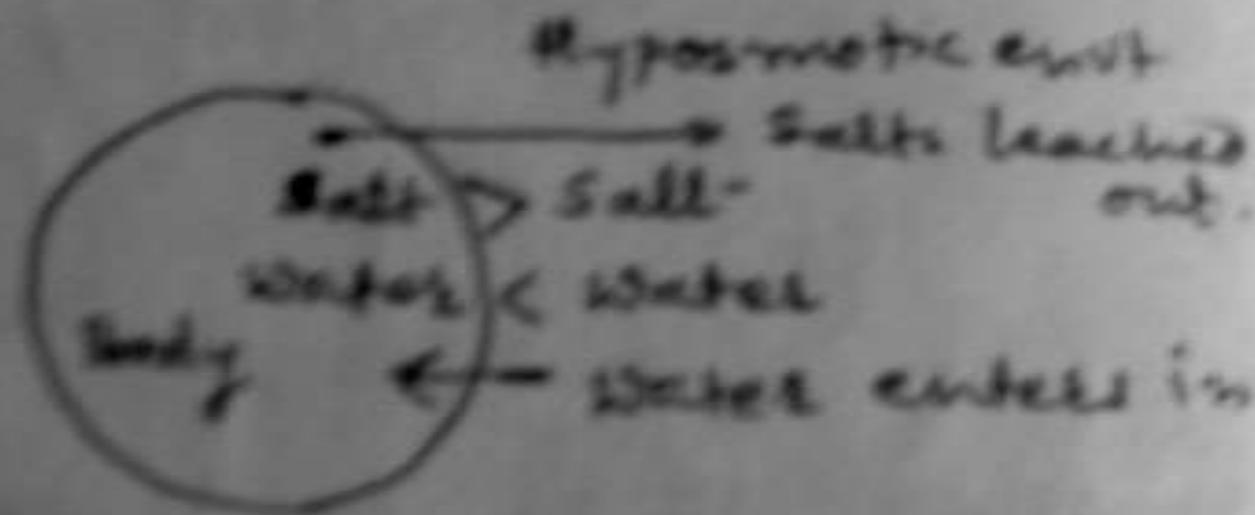 Hyposmotic envt
Salts leached
out.
Salt > Salt
Water < Water
Body
← Water enters in